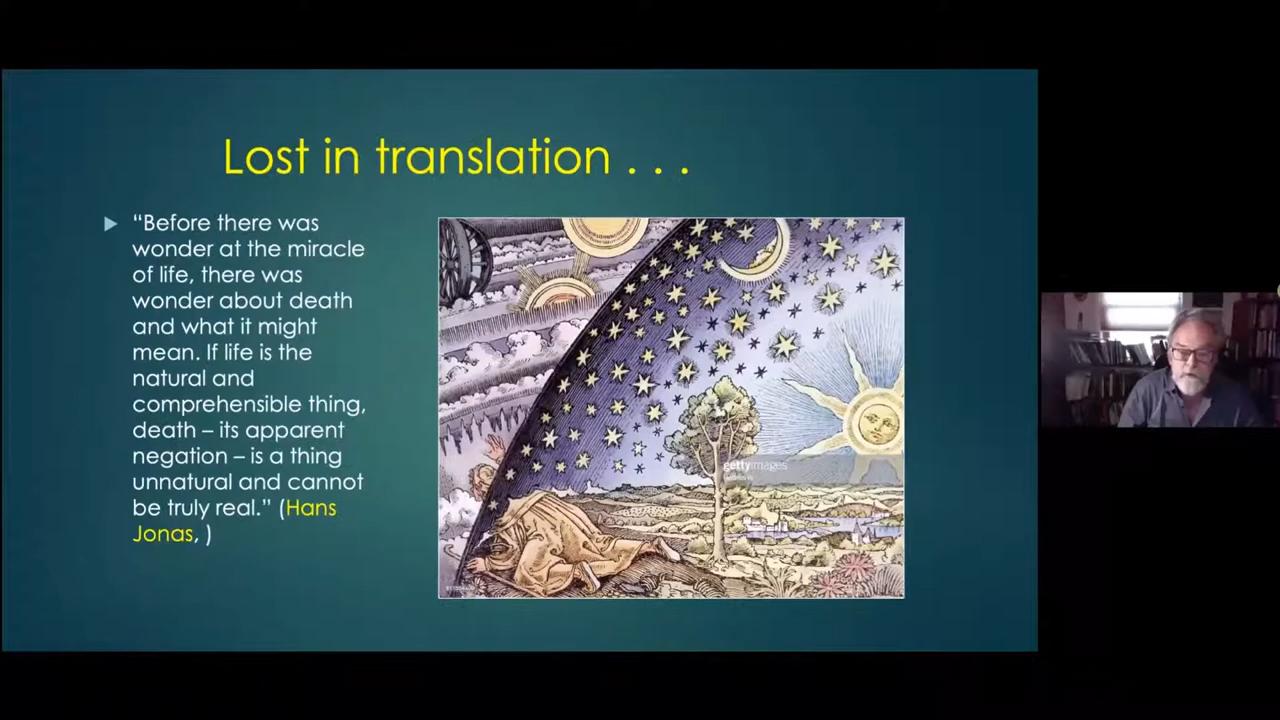 Lost in translation . . .
“Before there was
wonder at the miracle
of life, there was
wonder about death
and what it might
mean. If life is the
natural and
comprehensible thing,
death – its apparent
negation – is a thing
unnatural and cannot
be truly real.” (Hans
Jonas, )
gettyimages